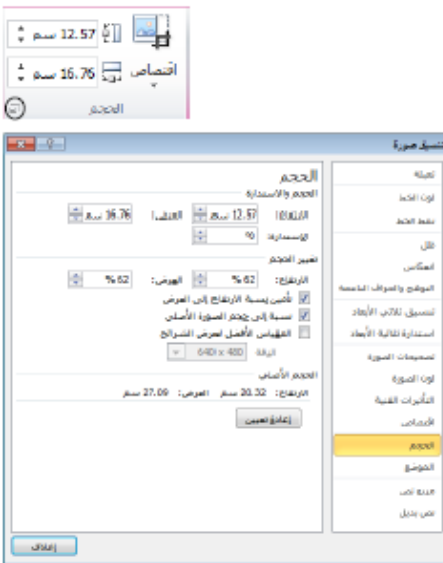 12.57 سم
اقتصاص
16.76 سم
الحجم
تنسيق صورة
تعبئة
لون الخط
نمط الخط
ظل
انعكاس
التوهج والحواف الناعمة
تنسيق ثلاثي الأبعاد
استدارة ثلاثية الأبعاد
تصحيحات الصورة
لون الصورة
التأثيرات الفنية
اقتصاص
الحجم
الموضع
مربع نص
نص بديل
الحجم
الحجم والاستدارة
الارتفاع: 12.57 سم العرض: 16.76 سم
الاستدارة: 0°
تغيير الحجم
الارتفاع: 62 % العرض: 62 %
تأمين نسبة الارتفاع إلى العرض
نسبة إلى حجم الصورة الأصلي
المقياس الأفضل لعرض الشرائح
الدقة 640 x 480
الحجم الأصلي
الارتفاع: 20.32 سم العرض: 27.09 سم
إعادة تعيين
إغلاق